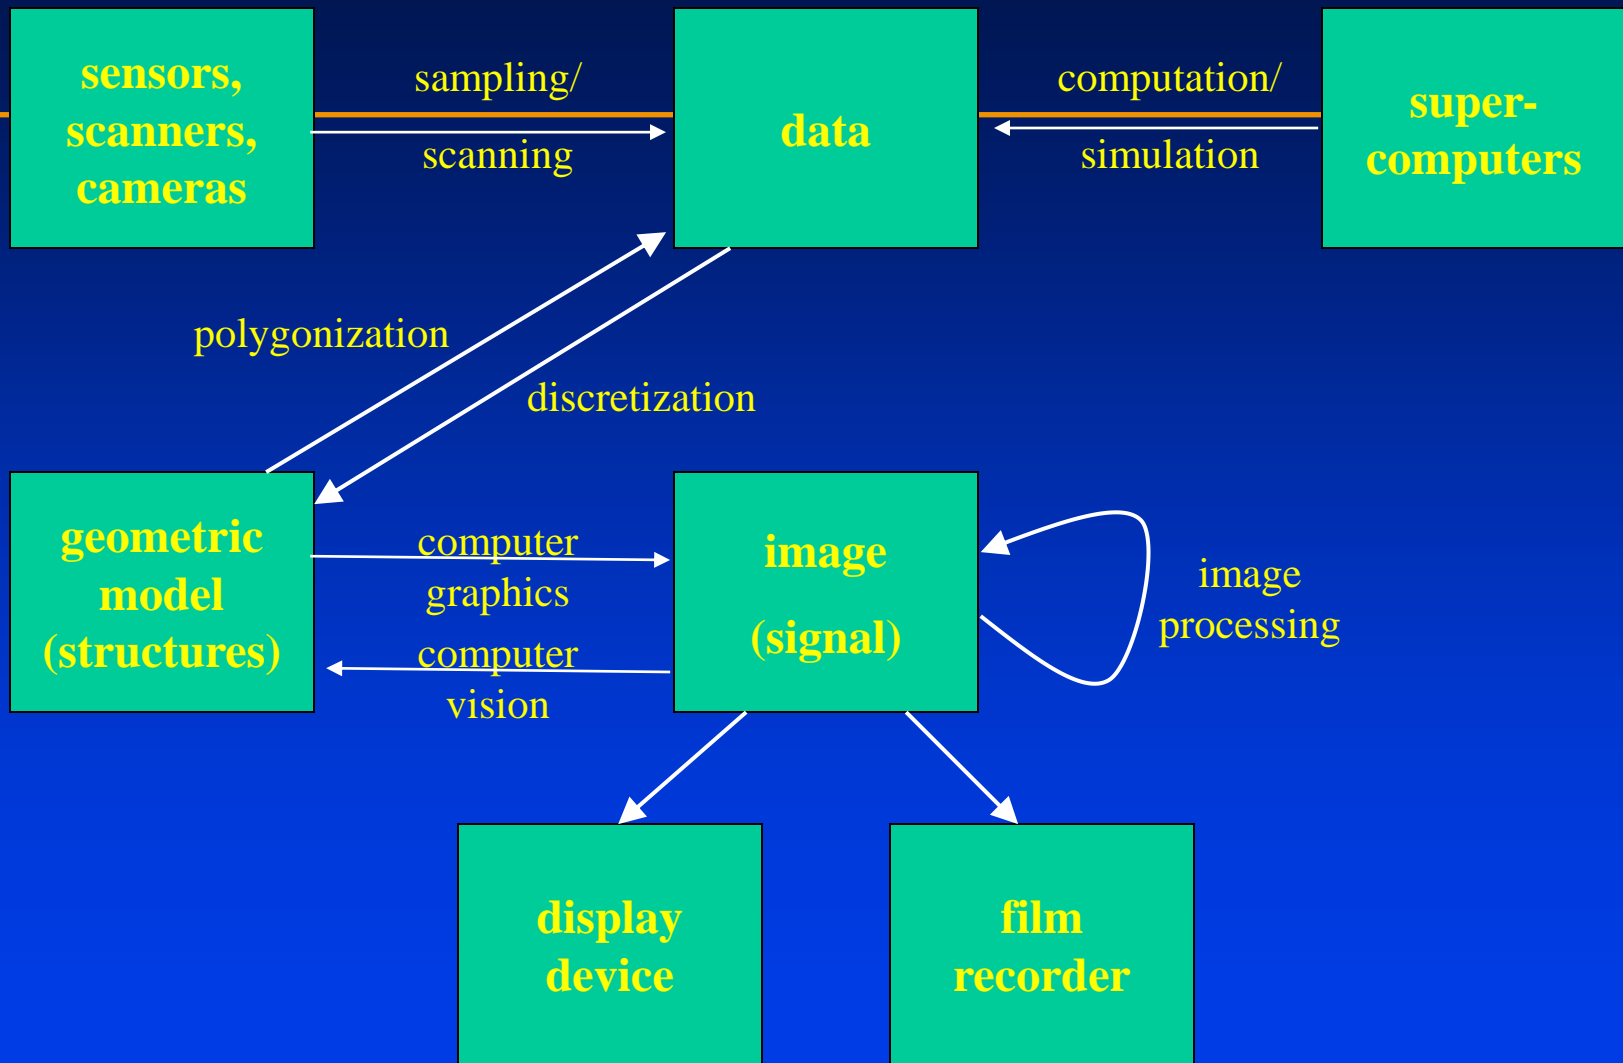 sensors,
scanners,
cameras
sampling/
scanning
data
computation/
simulation
super-
computers
polygonization
discretization
geometric
model
(structures)
computer
graphics
computer
vision
image
(signal)
image
processing
display
device
film
recorder